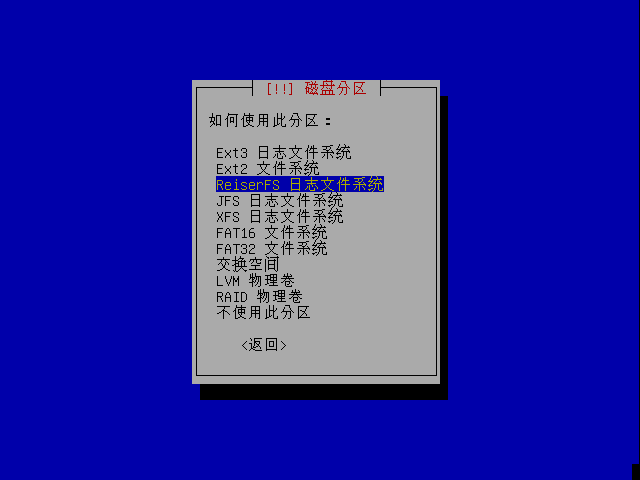 [!!] 磁盘分区
如何使用此分区：
Ext3 日志文件系统
Ext2 文件系统
ReiserFS 日志文件系统
JFS 日志文件系统
XFS 日志文件系统
FAT16 文件系统
FAT32 文件系统
交换空间
LVM 物理卷
RAID 物理卷
不使用此分区
<返回>